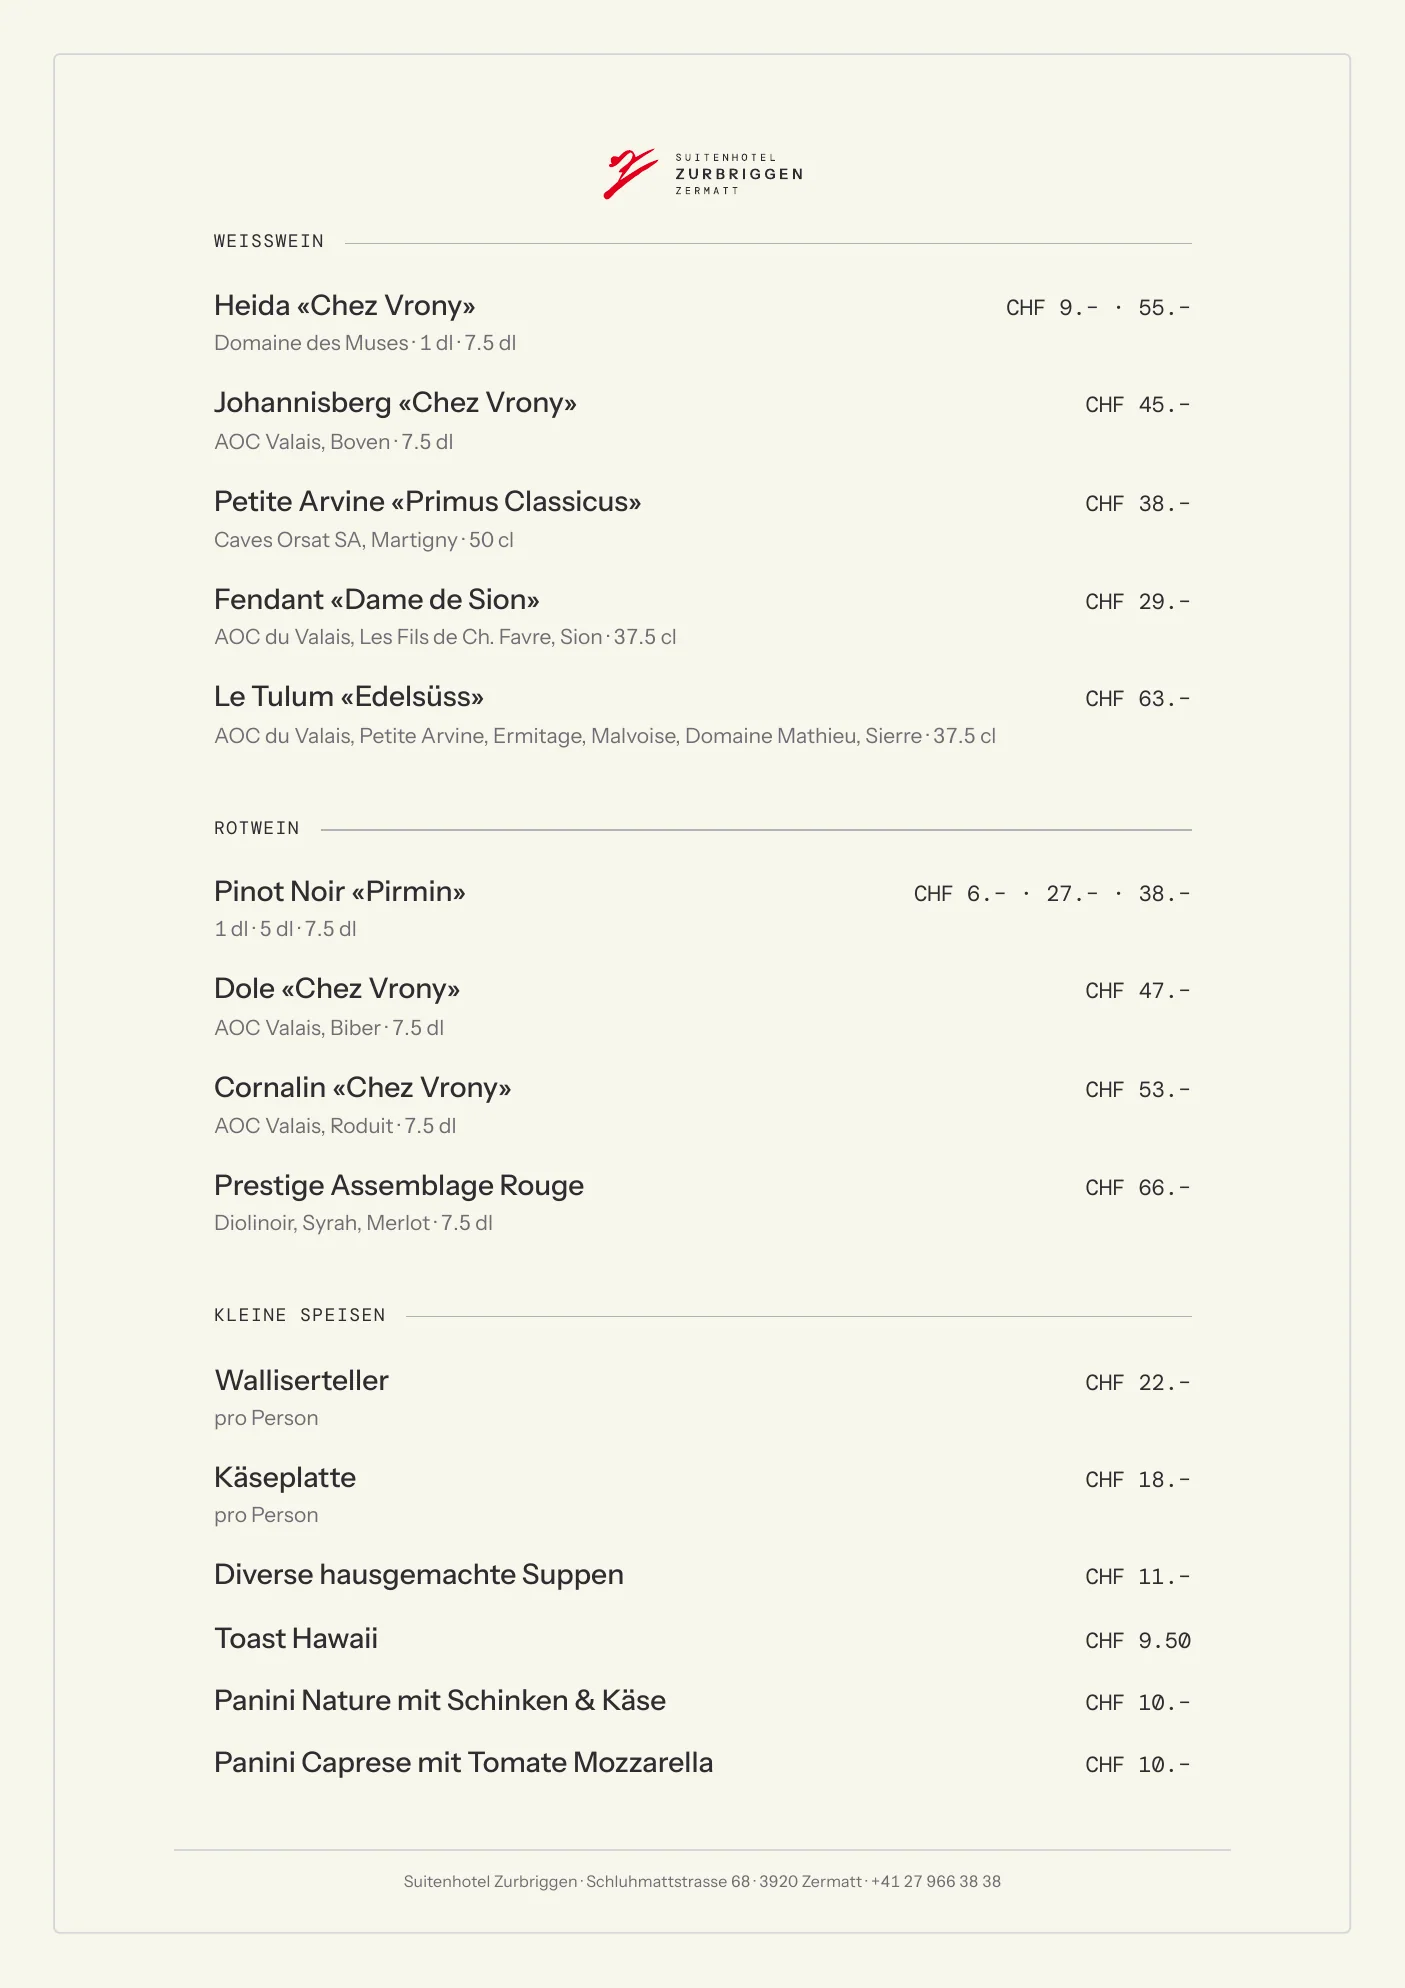 SUITENHOTEL
ZURBRIGGEN
ZERMATT
WEISSWEIN
Heida «Chez Vrony» CHF 9.– · 55.–
Domaine des Muses · 1 dl · 7.5 dl
Johannisberg «Chez Vrony» CHF 45.–
AOC Valais, Boven · 7.5 dl
Petite Arvine «Primus Classicus» CHF 38.–
Caves Orsat SA, Martigny · 50 cl
Fendant «Dame de Sion» CHF 29.–
AOC du Valais, Les Fils de Ch. Favre, Sion · 37.5 cl
Le Tulum «Edelsüss» CHF 63.–
AOC du Valais, Petite Arvine, Ermitage, Malvoise, Domaine Mathieu, Sierre · 37.5 cl
ROTWEIN
Pinot Noir «Pirmin» CHF 6.– · 27.– · 38.–
1 dl · 5 dl · 7.5 dl
Dole «Chez Vrony» CHF 47.–
AOC Valais, Biber · 7.5 dl
Cornalin «Chez Vrony» CHF 53.–
AOC Valais, Roduit · 7.5 dl
Prestige Assemblage Rouge CHF 66.–
Diolinoir, Syrah, Merlot · 7.5 dl
KLEINE SPEISEN
Walliserteller CHF 22.–
pro Person
Käseplatte CHF 18.–
pro Person
Diverse hausgemachte Suppen CHF 11.–
Toast Hawaii CHF 9.50
Panini Nature mit Schinken & Käse CHF 10.–
Panini Caprese mit Tomate Mozzarella CHF 10.–
Suitenhotel Zurbriggen · Schluhmattstrasse 68 · 3920 Zermatt · +41 27 966 38 38